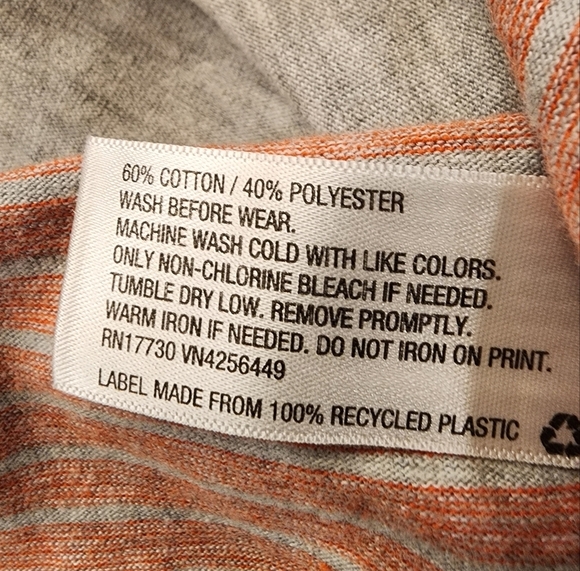 60% COTTON / 40% POLYESTER
WASH BEFORE WEAR.
MACHINE WASH COLD WITH LIKE COLORS.
ONLY NON-CHLORINE BLEACH IF NEEDED.
TUMBLE DRY LOW. REMOVE PROMPTLY.
WARM IRON IF NEEDED. DO NOT IRON ON PRINT.
RN17730 VN4256449
LABEL MADE FROM 100% RECYCLED PLASTIC